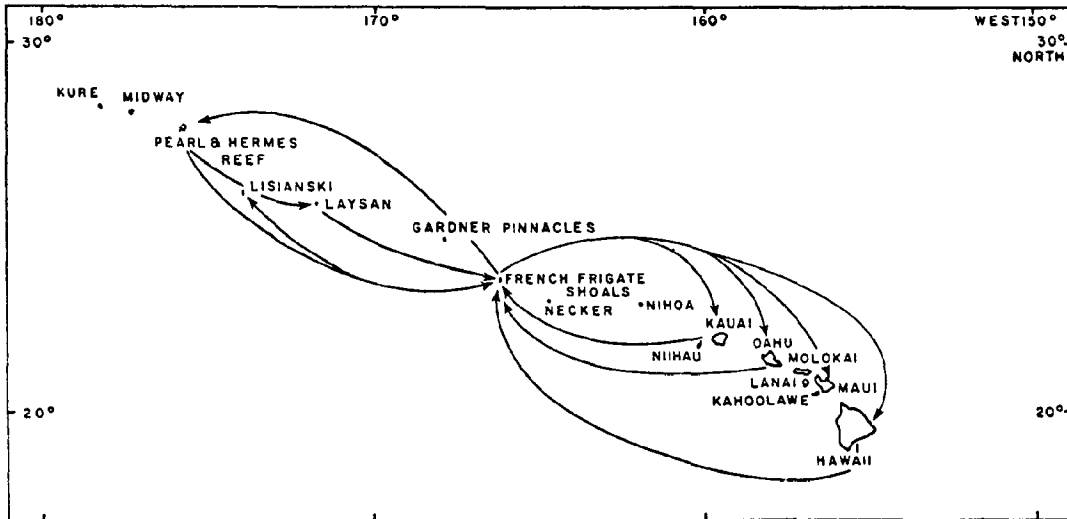 180°
170°
160°
WEST150°
30°
30°
NORTH
KURE
MIDWAY
PEARL & HERMES
REEF
LISIANSKI
LAYSAN
GARDNER PINNACLES
FRENCH FRIGATE
SHOALS
NECKER
NIHOA
KAUAI
NIIHAU
OAHU
MOLOKAI
LANAI
MAUI
KAHOOLAWE
20°
20°
HAWAII